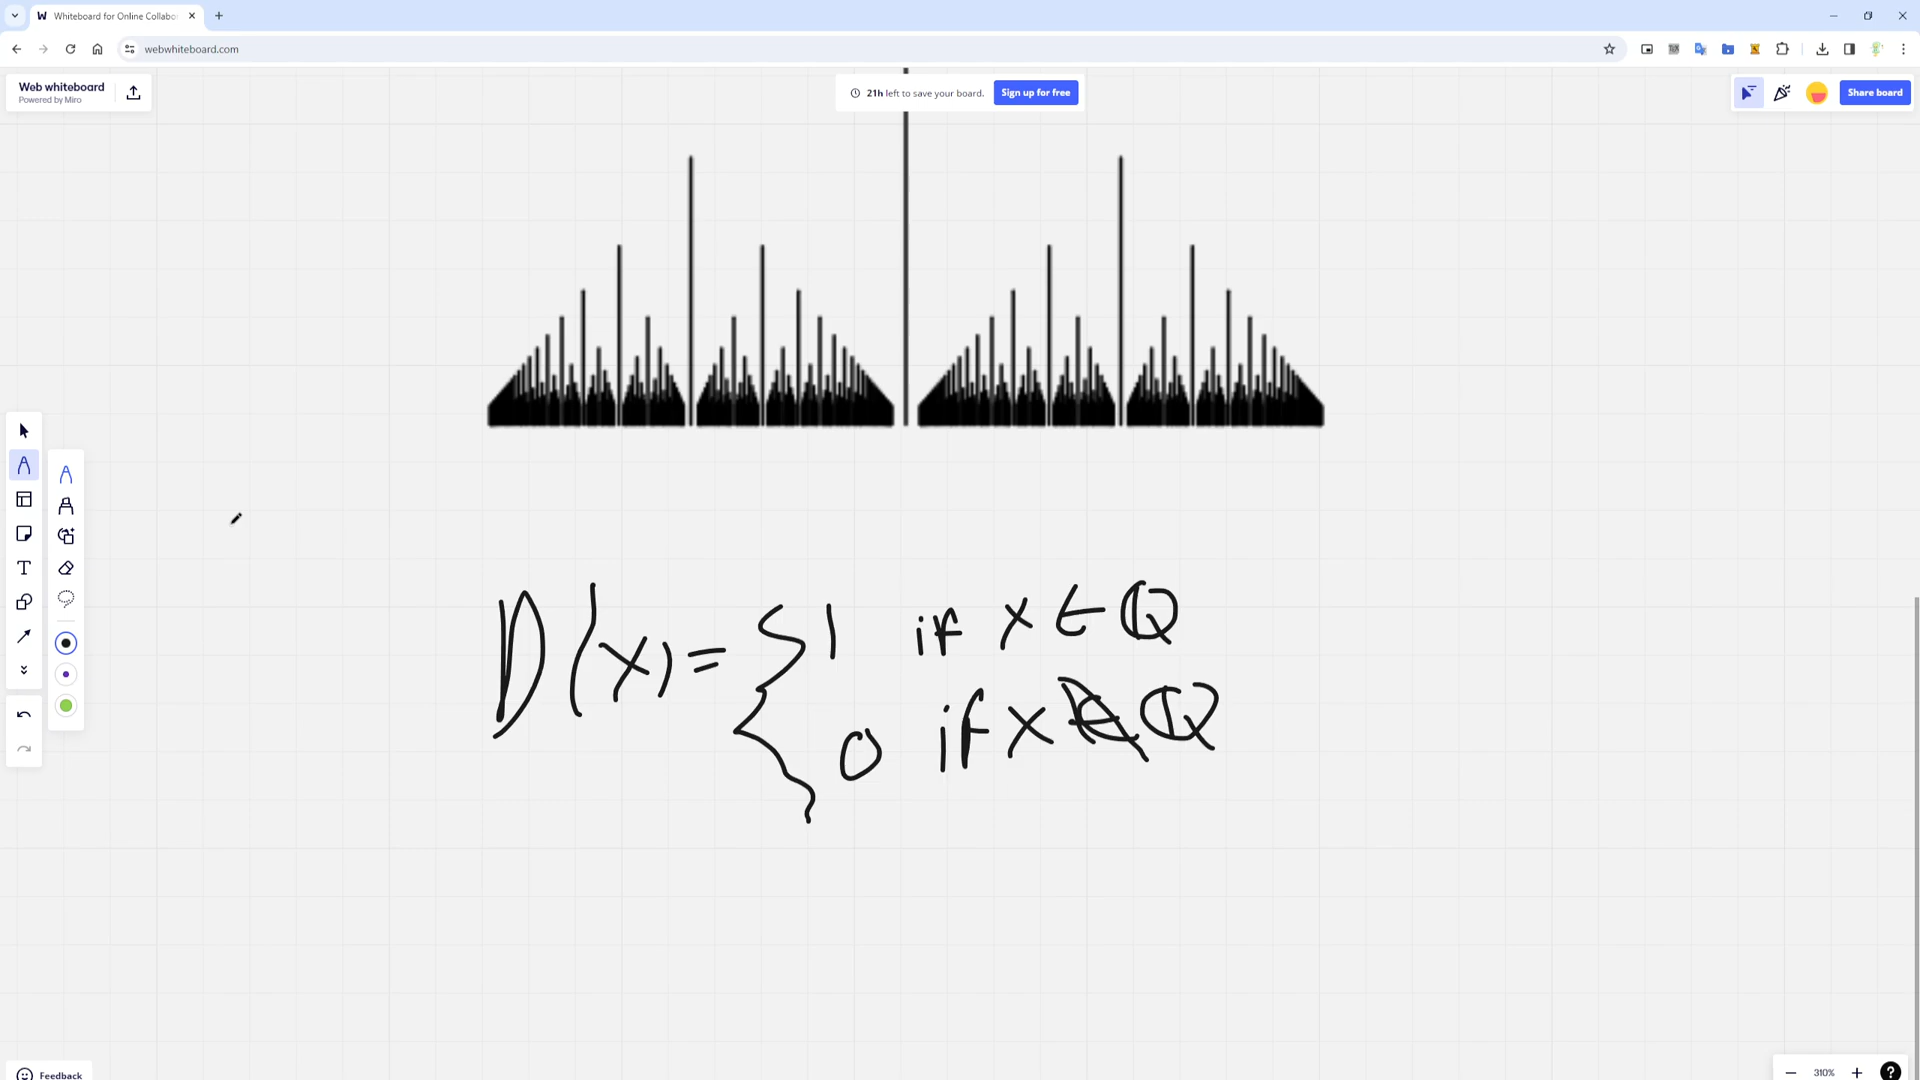 Whiteboard for Online Collabo
webwhiteboard.com
Web whiteboard
Powered by Miro
21h left to save your board.
Sign up for free
Share board
D(x) = { 1 if x ∈ Q
0 if x ∉ Q
Feedback
310%